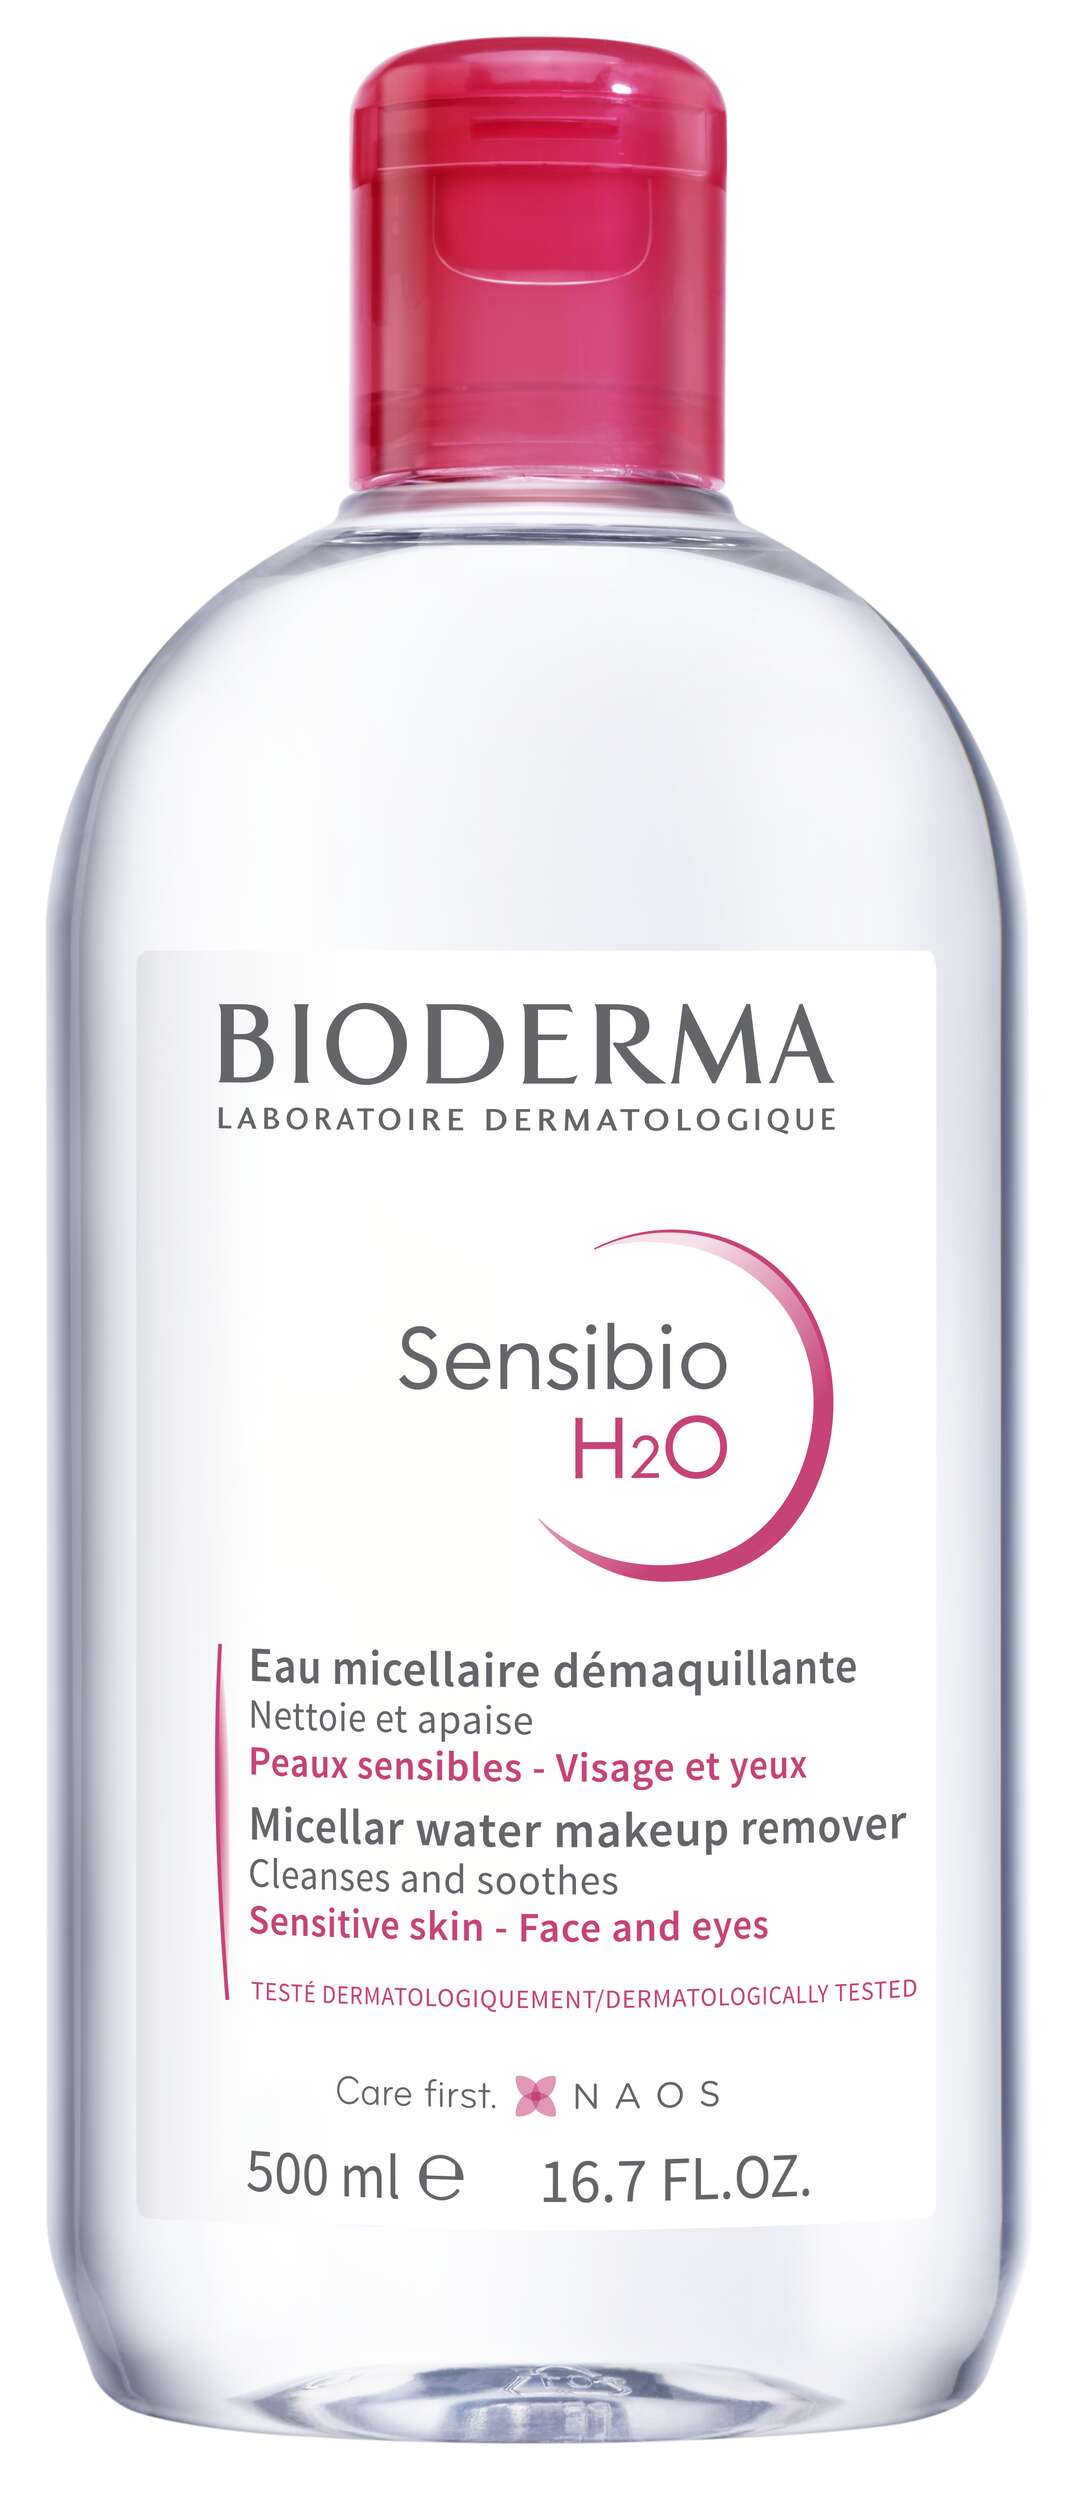 BIODERMA
LABORATOIRE DERMATOLOGIQUE
Sensibio
H2O
Eau micellaire démaquillante
Nettoie et apaise
Peaux sensibles - Visage et yeux
Micellar water makeup remover
Cleanses and soothes
Sensitive skin - Face and eyes
TESTÉ DERMATOLOGIQUEMENT/DERMATOLOGICALLY TESTED
Care first. NAOS
500 ml ℮ 16.7 FL.OZ.